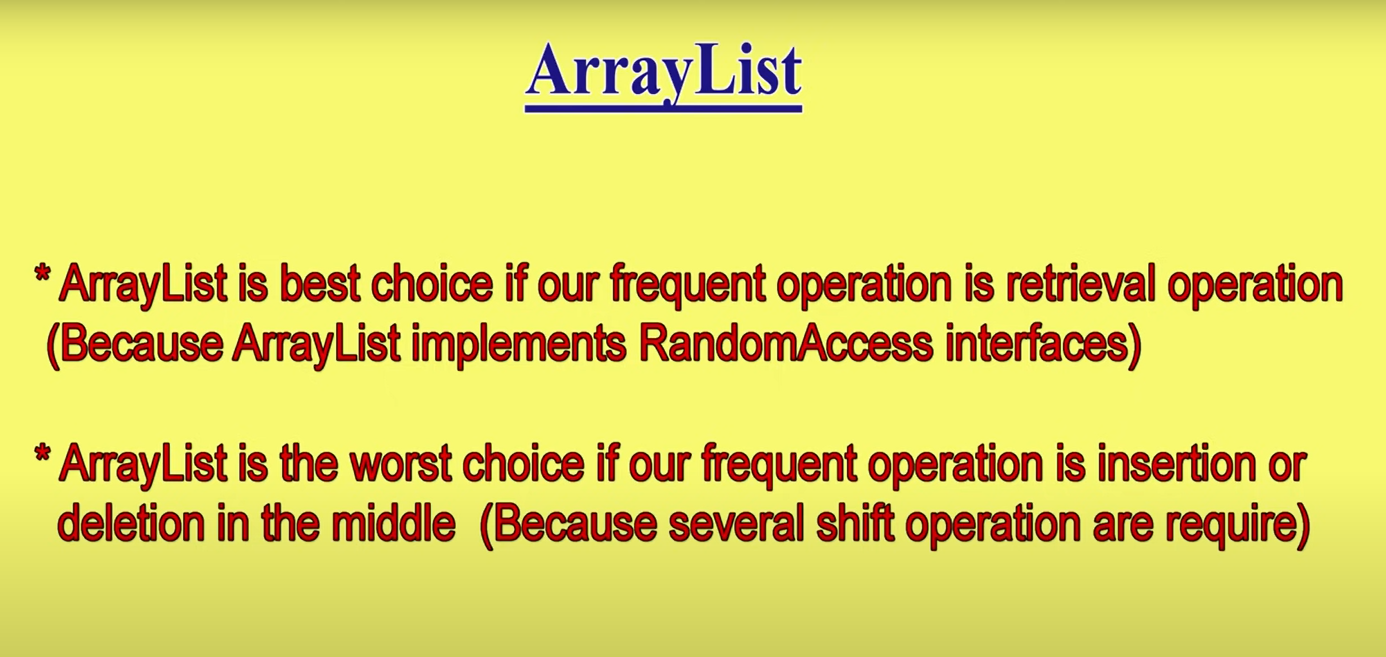 ArrayList
* ArrayList is best choice if our frequent operation is retrieval operation
(Because ArrayList implements RandomAccess interfaces)
* ArrayList is the worst choice if our frequent operation is insertion or
deletion in the middle (Because several shift operation are require)